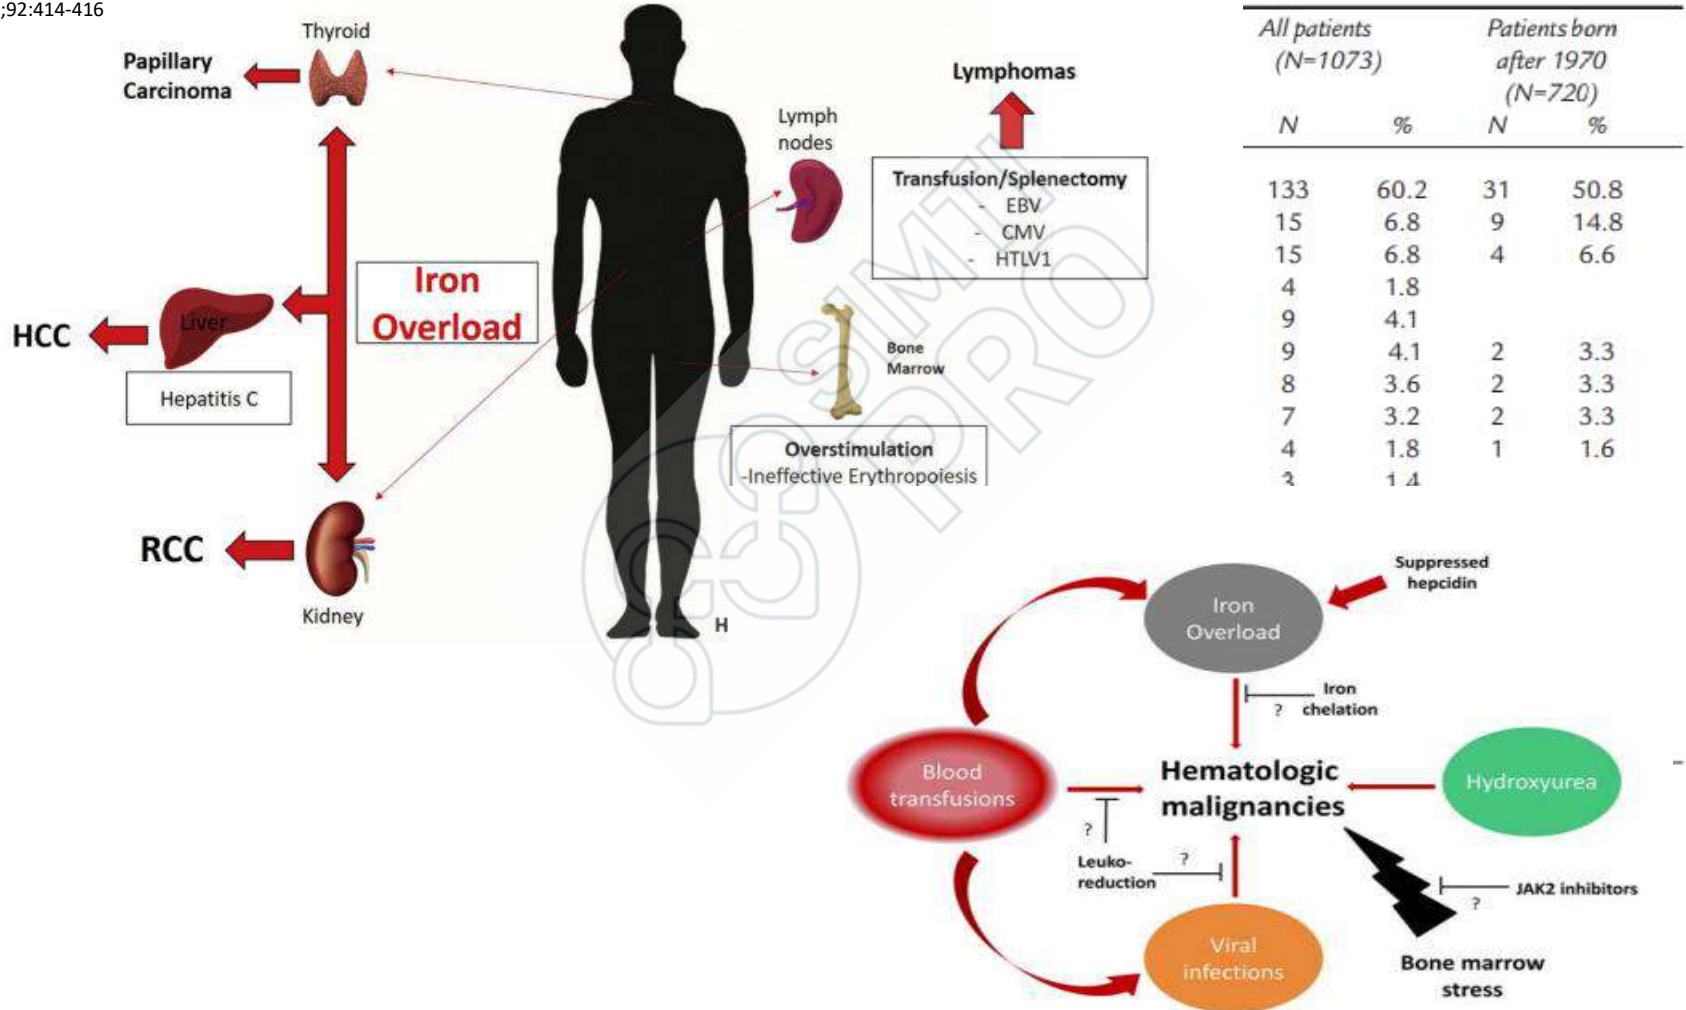 ;92:414-416
Thyroid
Papillary
Carcinoma
Iron
Overload
Liver
HCC
Hepatitis C
RCC
Kidney
H
Lymphomas
Lymph
nodes
Transfusion/Splenectomy
- EBV
- CMV
- HTLV1
Bone
Marrow
Overstimulation
-Ineffective Erythropoiesis
All patients Patients born
(N=1073) after 1970
(N=720)
N % N %
133 60.2 31 50.8
15 6.8 9 14.8
15 6.8 4 6.6
4 1.8
9 4.1
9 4.1 2 3.3
8 3.6 2 3.3
7 3.2 2 3.3
4 1.8 1 1.6
3 1.4
SIMTI
PRO
Suppressed
hepcidin
Iron
Overload
Iron
? chelation
Blood
transfusions
Hematologic
malignancies
Hydroxyurea
?
Leuko-
reduction
?
JAK2 inhibitors
?
Viral
infections
Bone marrow
stress